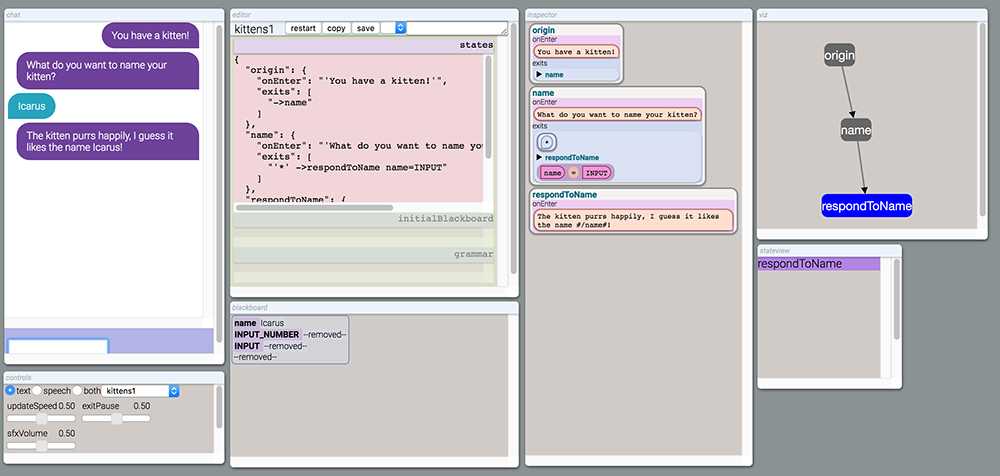 chat
You have a kitten!
What do you want to name your
kitten?
Icarus
The kitten purrs happily, I guess it
likes the name Icarus!
controls
text speech both kittens1
updateSpeed 0.50 exitPause 0.50
sfxVolume 0.50
editor
kittens1 restart copy save
states
{
"origin": {
"onEnter": "'You have a kitten!'",
"exits": [
"->name"
]
},
"name": {
"onEnter": "'What do you want to name yo
"exits": [
"'*' ->respondToName name=INPUT"
]
},
"respondToName": {
initialBlackboard
grammar
blackboard
name Icarus
INPUT_NUMBER --removed--
INPUT --removed--
--removed--
inspector
origin
onEnter
You have a kitten!
exits
▶ name
name
onEnter
What do you want to name your kitten?
exits
*
▶ respondToName
name = INPUT
respondToName
onEnter
The kitten purrs happily, I guess it likes
the name #/name#!
viz
origin
name
respondToName
stateview
respondToName